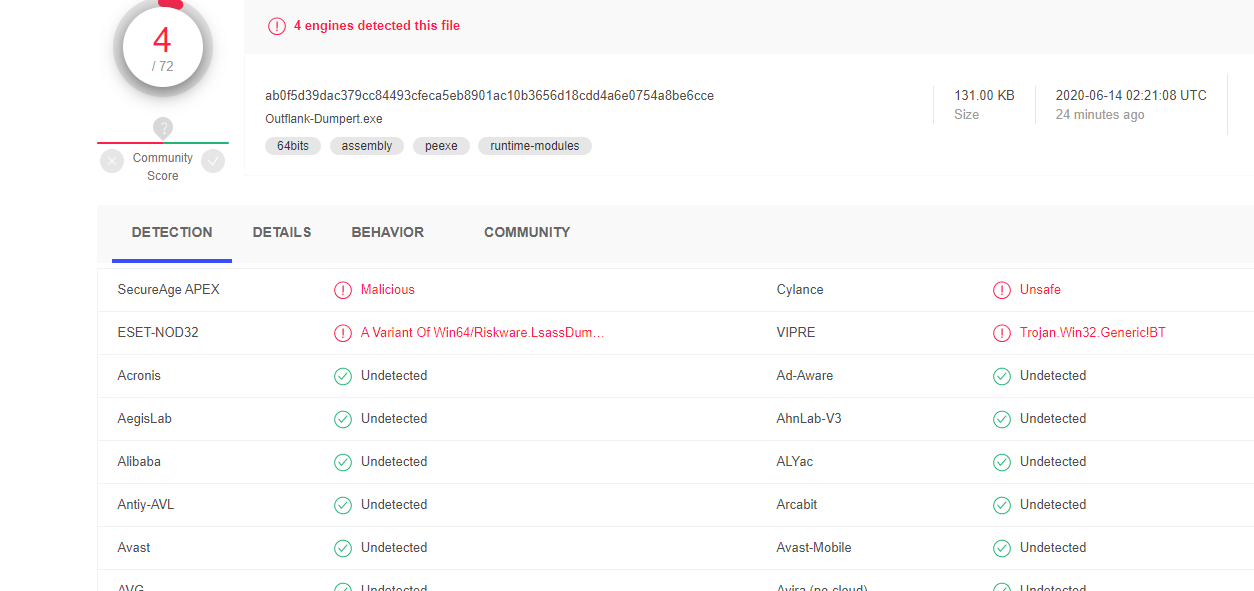 4 engines detected this file
4
/ 72
ab0f5d39dac379cc84493cfeca5eb8901ac10b3656d18cdd4a6e0754a8be6cce
Outflank-Dumpert.exe
131.00 KB
Size
2020-06-14 02:21:08 UTC
24 minutes ago
64bits assembly peexe runtime-modules
?
Community
Score
DETECTION DETAILS BEHAVIOR COMMUNITY
SecureAge APEX Malicious Cylance Unsafe
ESET-NOD32 A Variant Of Win64/Riskware.LsassDum... VIPRE Trojan.Win32.Generic!BT
Acronis Undetected Ad-Aware Undetected
AegisLab Undetected AhnLab-V3 Undetected
Alibaba Undetected ALYac Undetected
Antiy-AVL Undetected Arcabit Undetected
Avast Undetected Avast-Mobile Undetected
AVG Undetected Avira (no cloud) Undetected